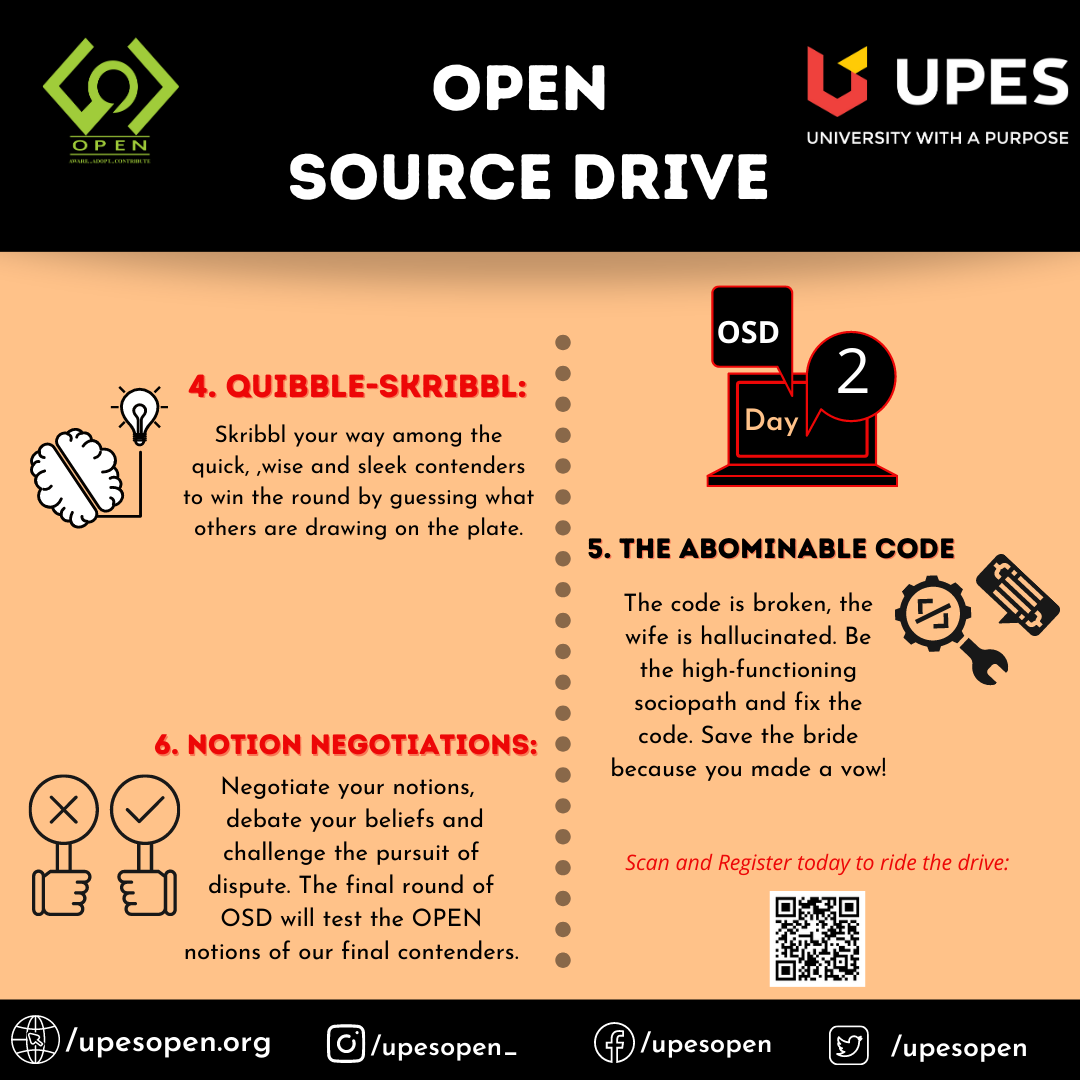 OPEN
AWARE..ADOPT..CONTRIBUTE
OPEN
SOURCE DRIVE
UPES
UNIVERSITY WITH A PURPOSE
OSD
2
Day
4. QUIBBLE-SKRIBBL:
Skribbl your way among the
quick, ,wise and sleek contenders
to win the round by guessing what
others are drawing on the plate.
5. THE ABOMINABLE CODE
The code is broken, the
wife is hallucinated. Be
the high-functioning
sociopath and fix the
code. Save the bride
because you made a vow!
6. NOTION NEGOTIATIONS:
Negotiate your notions,
debate your beliefs and
challenge the pursuit of
dispute. The final round of
OSD will test the OPEN
notions of our final contenders.
Scan and Register today to ride the drive:
/upesopen.org
/upesopen_
/upesopen
/upesopen